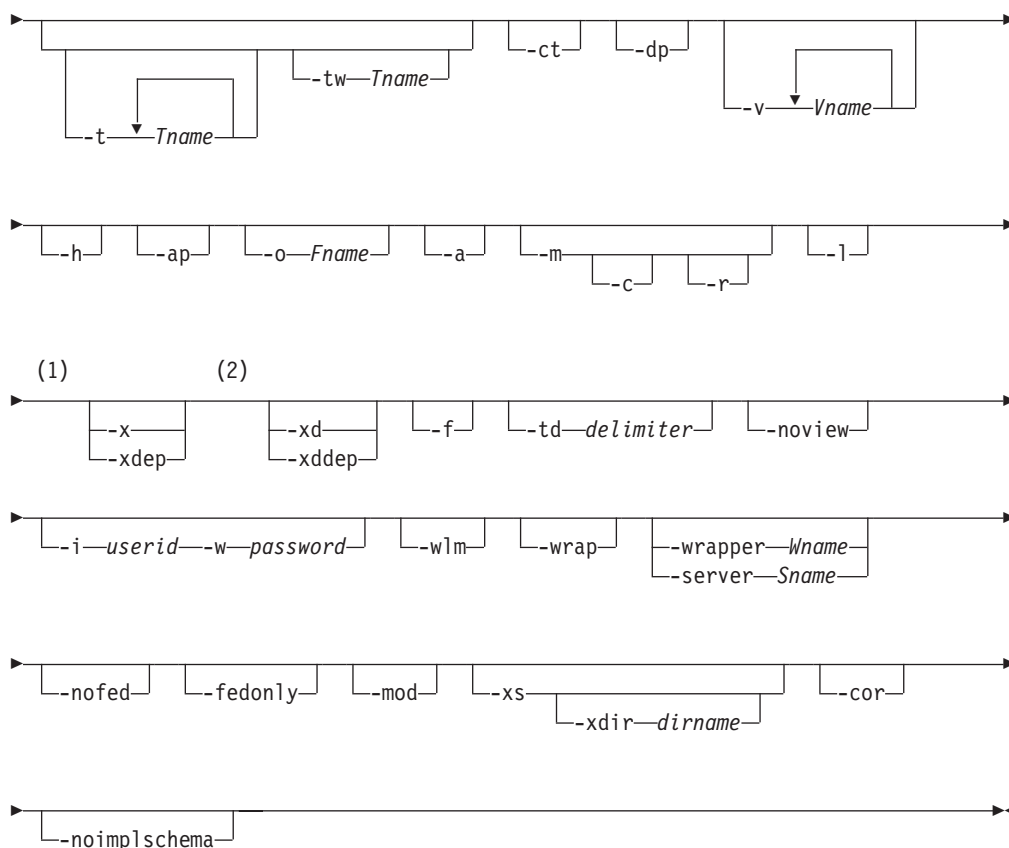 -ct -dp
-tw Tname
-v Vname
-t Tname
-h -ap -o Fname -a -m -l
-c -r
(1) (2)
-x -xd -f -td delimiter -noview
-xdep -xddep
-i userid -w password -wlm -wrap -wrapper Wname
-server Sname
-nofed -fedonly -mod -xs -cor
-xdir dirname
-noimplschema